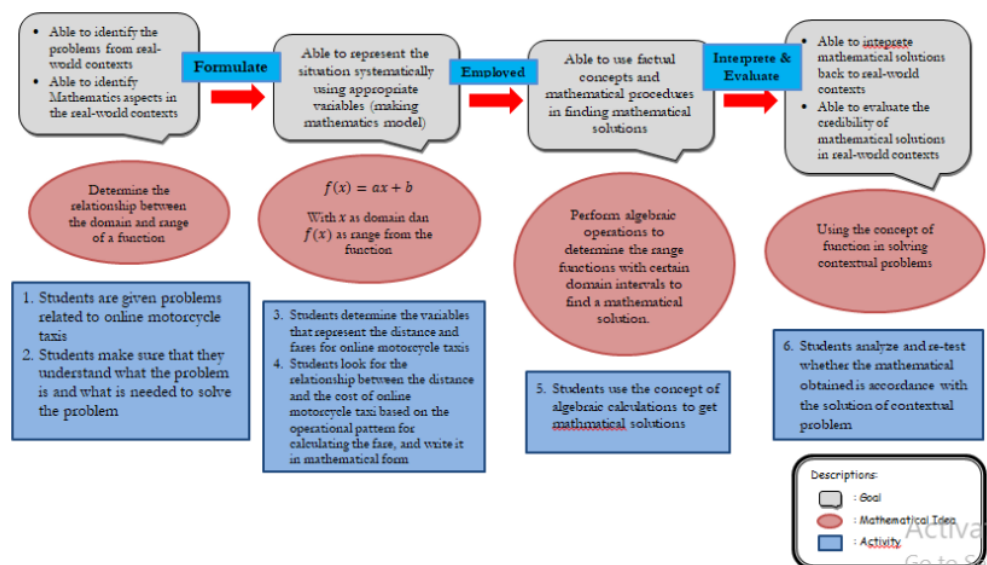 • Able to identify the
problems from real-
world contexts
• Able to identify
Mathematics aspects in
the real-world contexts
Formulate
Able to represent the
situation systematically
using appropriate
variables (making
mathematics model)
Employed
Able to use factual
concepts and
mathematical procedures
in finding mathematical
solutions
Interprete &
Evaluate
• Able to inteprete
mathematical solutions
back to real-world
contexts
• Able to evaluate the
credibility of
mathematical solutions
in real-world contexts
Determine the
relationship between
the domain and range
of a function
f(x) = ax + b
With x as domain dan
f(x) as range from the
function
Perform algebraic
operations to
determine the range
functions with certain
domain intervals to
find a mathematical
solution.
Using the concept of
function in solving
contextual problems
1. Students are given problems
related to online motorcycle
taxis
2. Students make sure that they
understand what the problem
is and what is needed to solve
the problem
3. Students determine the variables
that represent the distance and
fares for online motorcycle taxis
4. Students look for the
relationship between the distance
and the cost of online
motorcycle taxi based on the
operational pattern for
calculating the fare, and write it
in mathematical form
5. Students use the concept of
algebraic calculations to get
mathmatical solutions
6. Students analyze and re-test
whether the mathematical
obtained is accordance with
the solution of contextual
problem
Descriptions:
: Goal
: Mathematical Idea
: Activity
Activa
Go to S